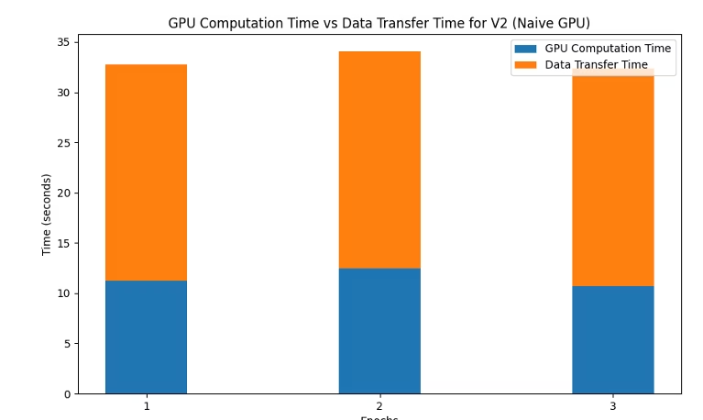 GPU Computation Time vs Data Transfer Time for V2 (Naive GPU)
GPU Computation Time
Data Transfer Time
Time (seconds)
35
30
25
20
15
10
5
0
1
2
3
Epochs